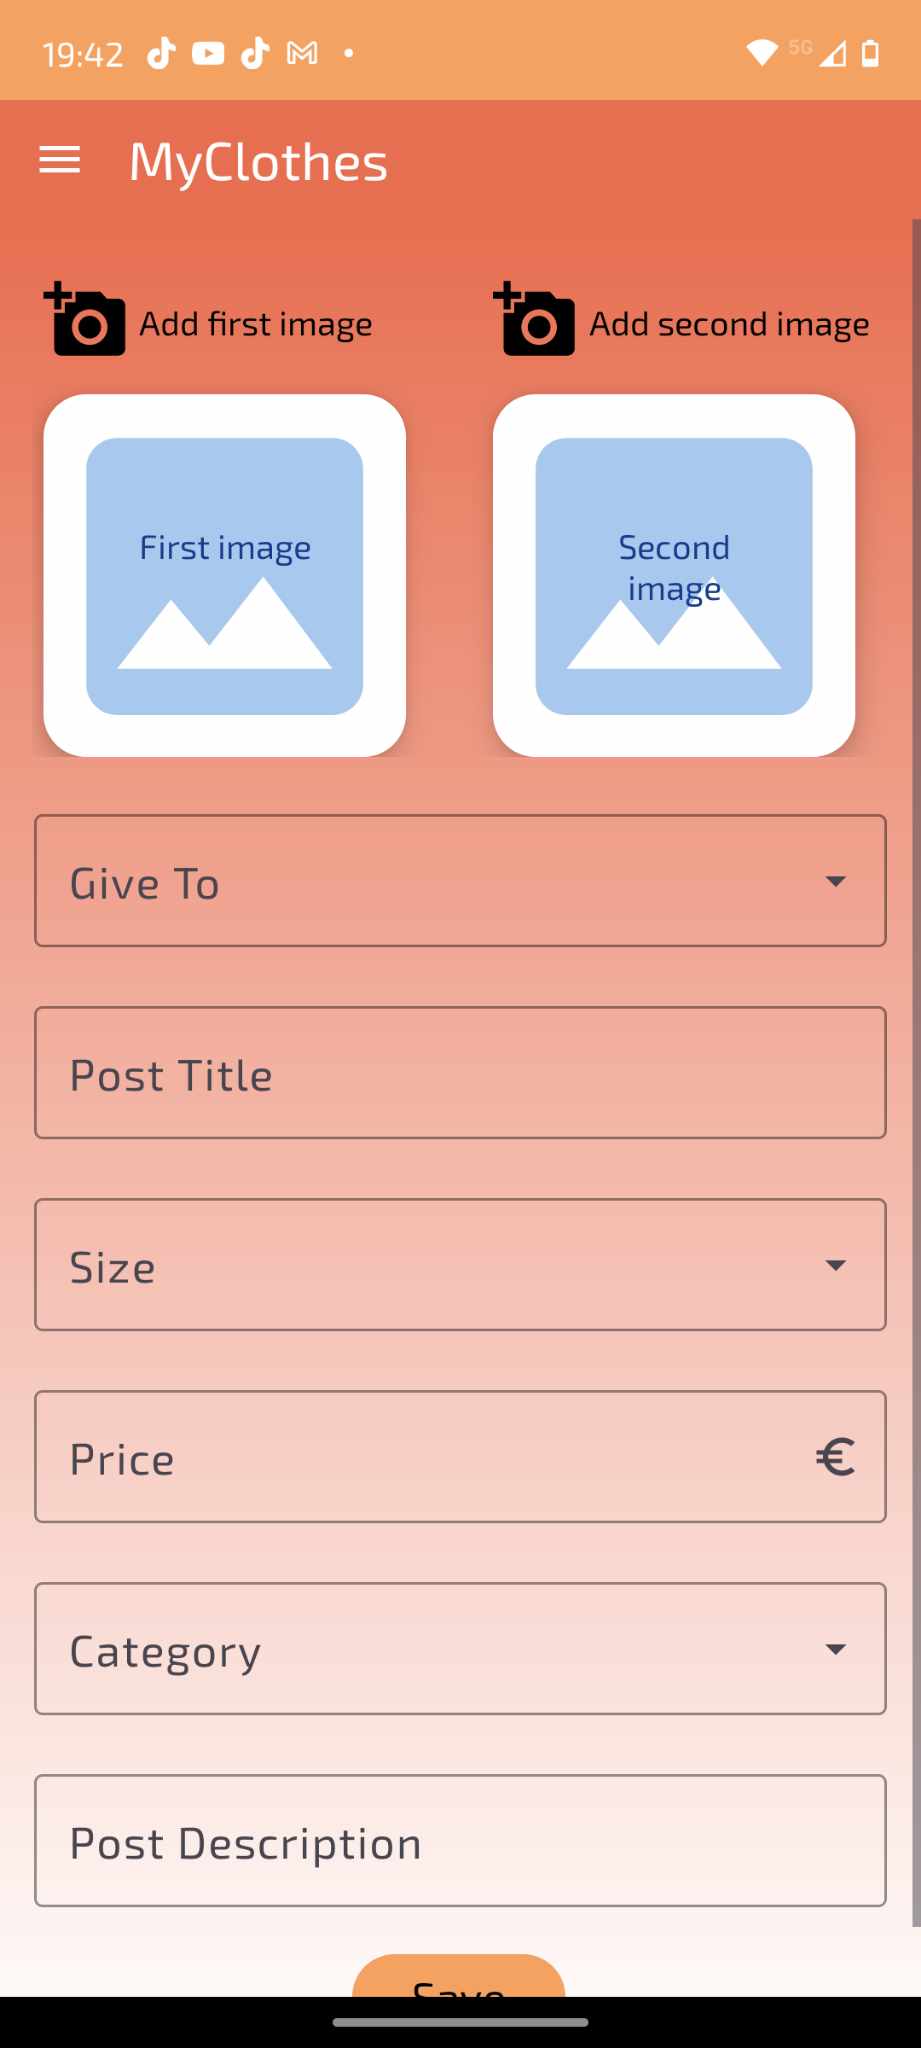 19:42
5G
MyClothes
Add first image
Add second image
First image
Second
image
Give To
Post Title
Size
Price
€
Category
Post Description
Save